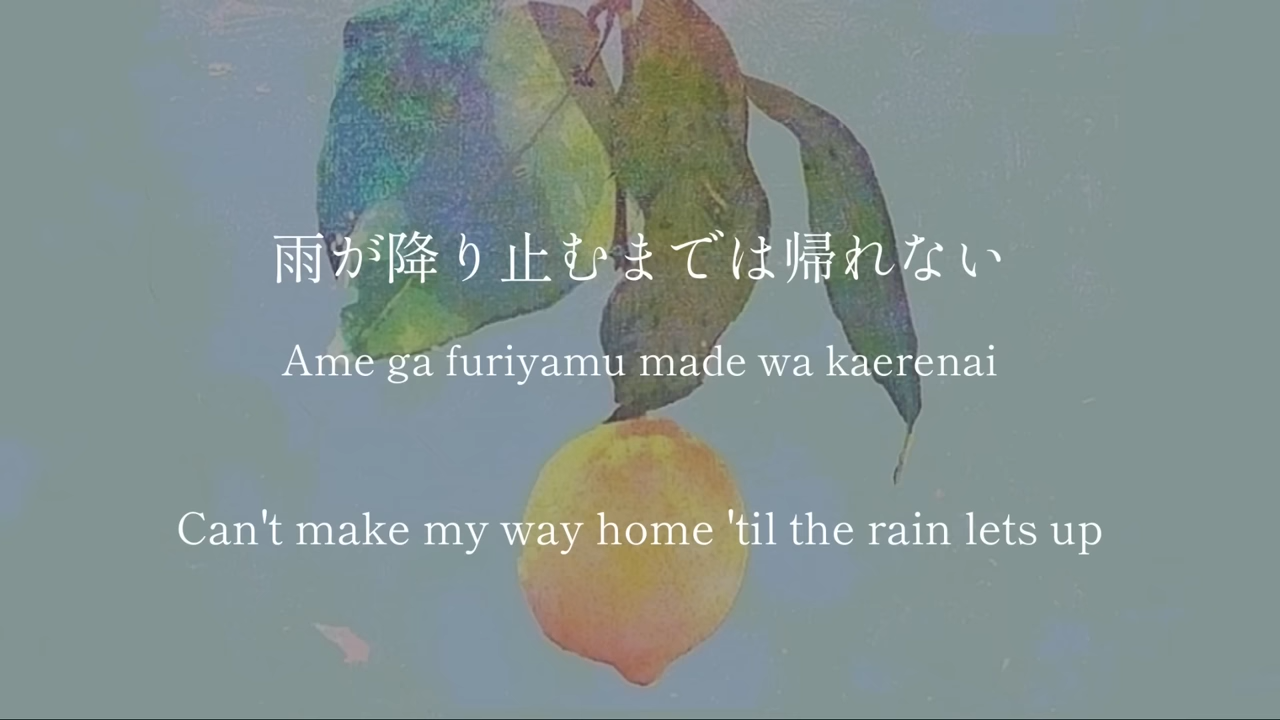 雨が降り止むまでは帰れない
Ame ga furiyamu made wa kaerenai
Can't make my way home 'til the rain lets up